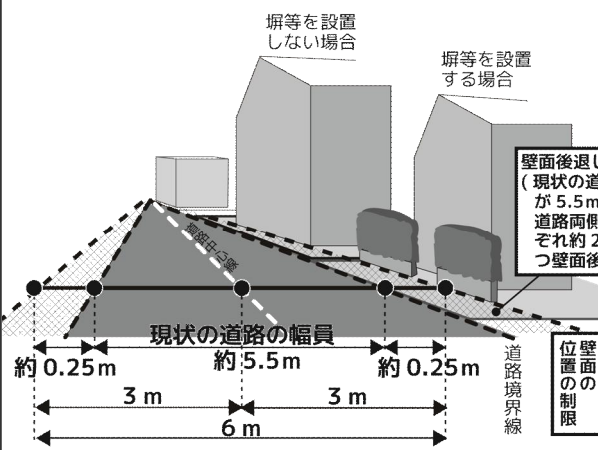 塀等を設置
しない場合
塀等を設置
する場合
壁面後退し
(現状の道
が 5.5m
道路両側
ぞれ約 2
つ壁面後
道路中心線
現状の道路の幅員
約 0.25m
約 5.5m
約 0.25m
3 m
3 m
6 m
道路境界線
壁面の
位置の制限